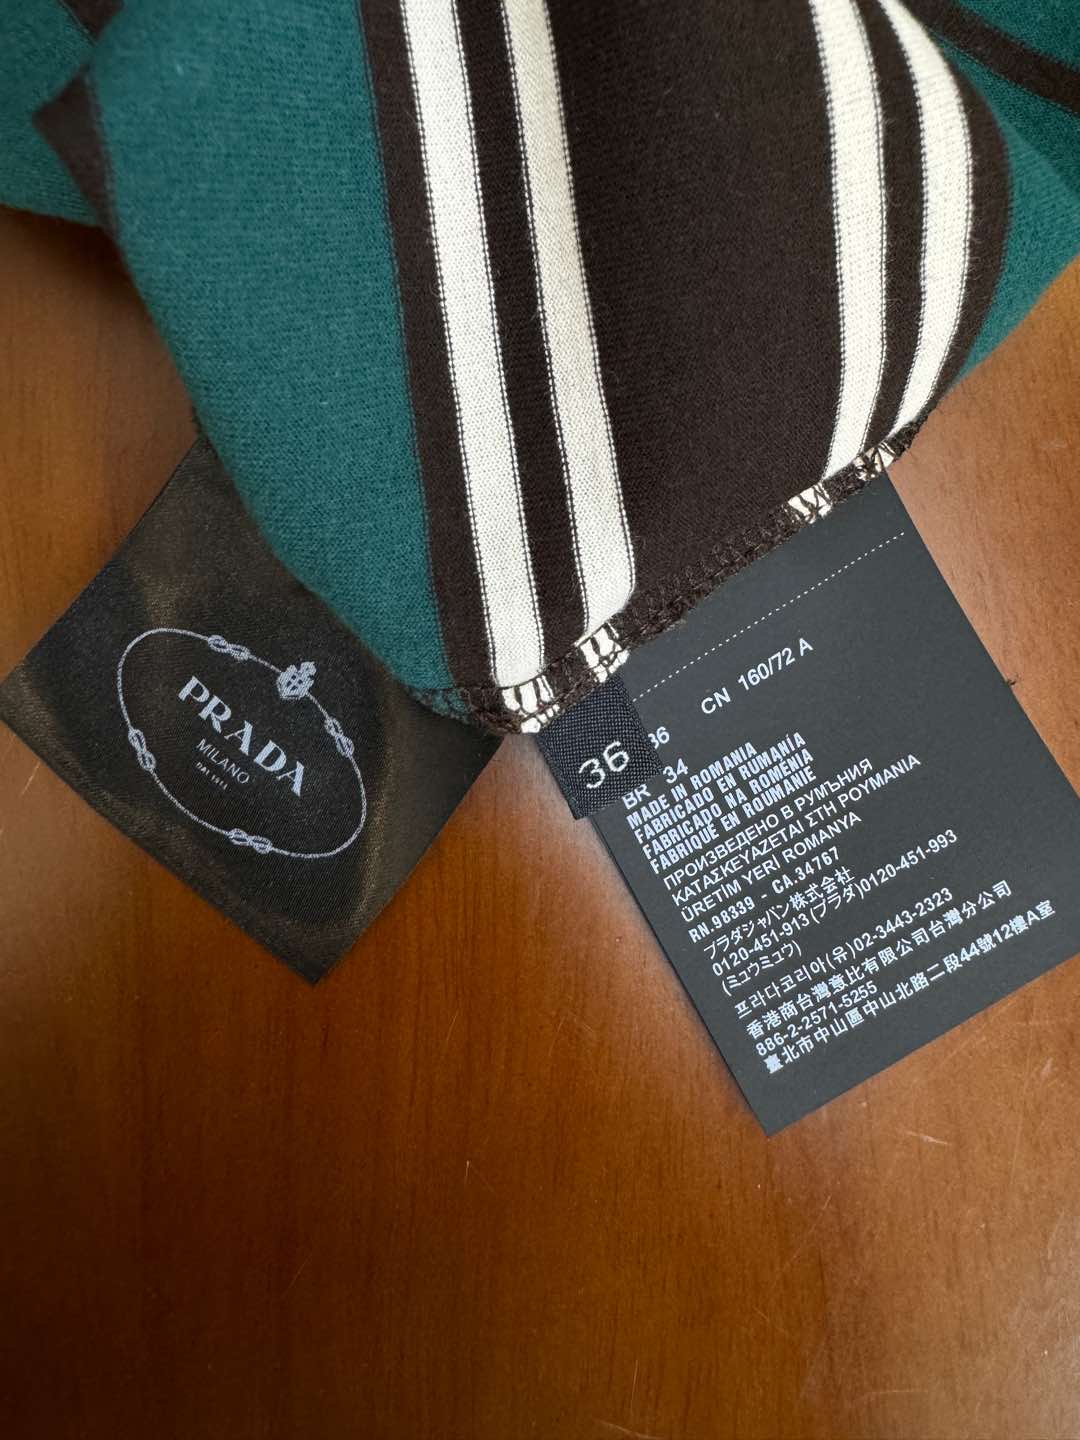 PRADA
MILANO
36
CN 160/72 A
36
BR 34
MADE IN ROMANIA
FABRICADO EN RUMANÍA
FABRICADO NA ROMÉNIA
FABRIQUÉ EN ROUMANIE
ПРОИЗВЕДЕНО В РУМЪНИЯ
ΚΑΤΑΣΚΕΥΑΖΕΤΑΙ ΣΤΗ ΡΟΥΜΑΝΙΑ
ÜRETİM YERİ ROMANYA
RN.98339 - CA.34767
プラダジャパン株式会社
0120-451-913(プラダ)0120-451-993
(ミュウミュウ)
프라다코리아(유)02-3443-2323
香港商台灣意比有限公司台灣分公司
886-2-2571-5255
臺北市中山區中山北路二段44號12樓A室